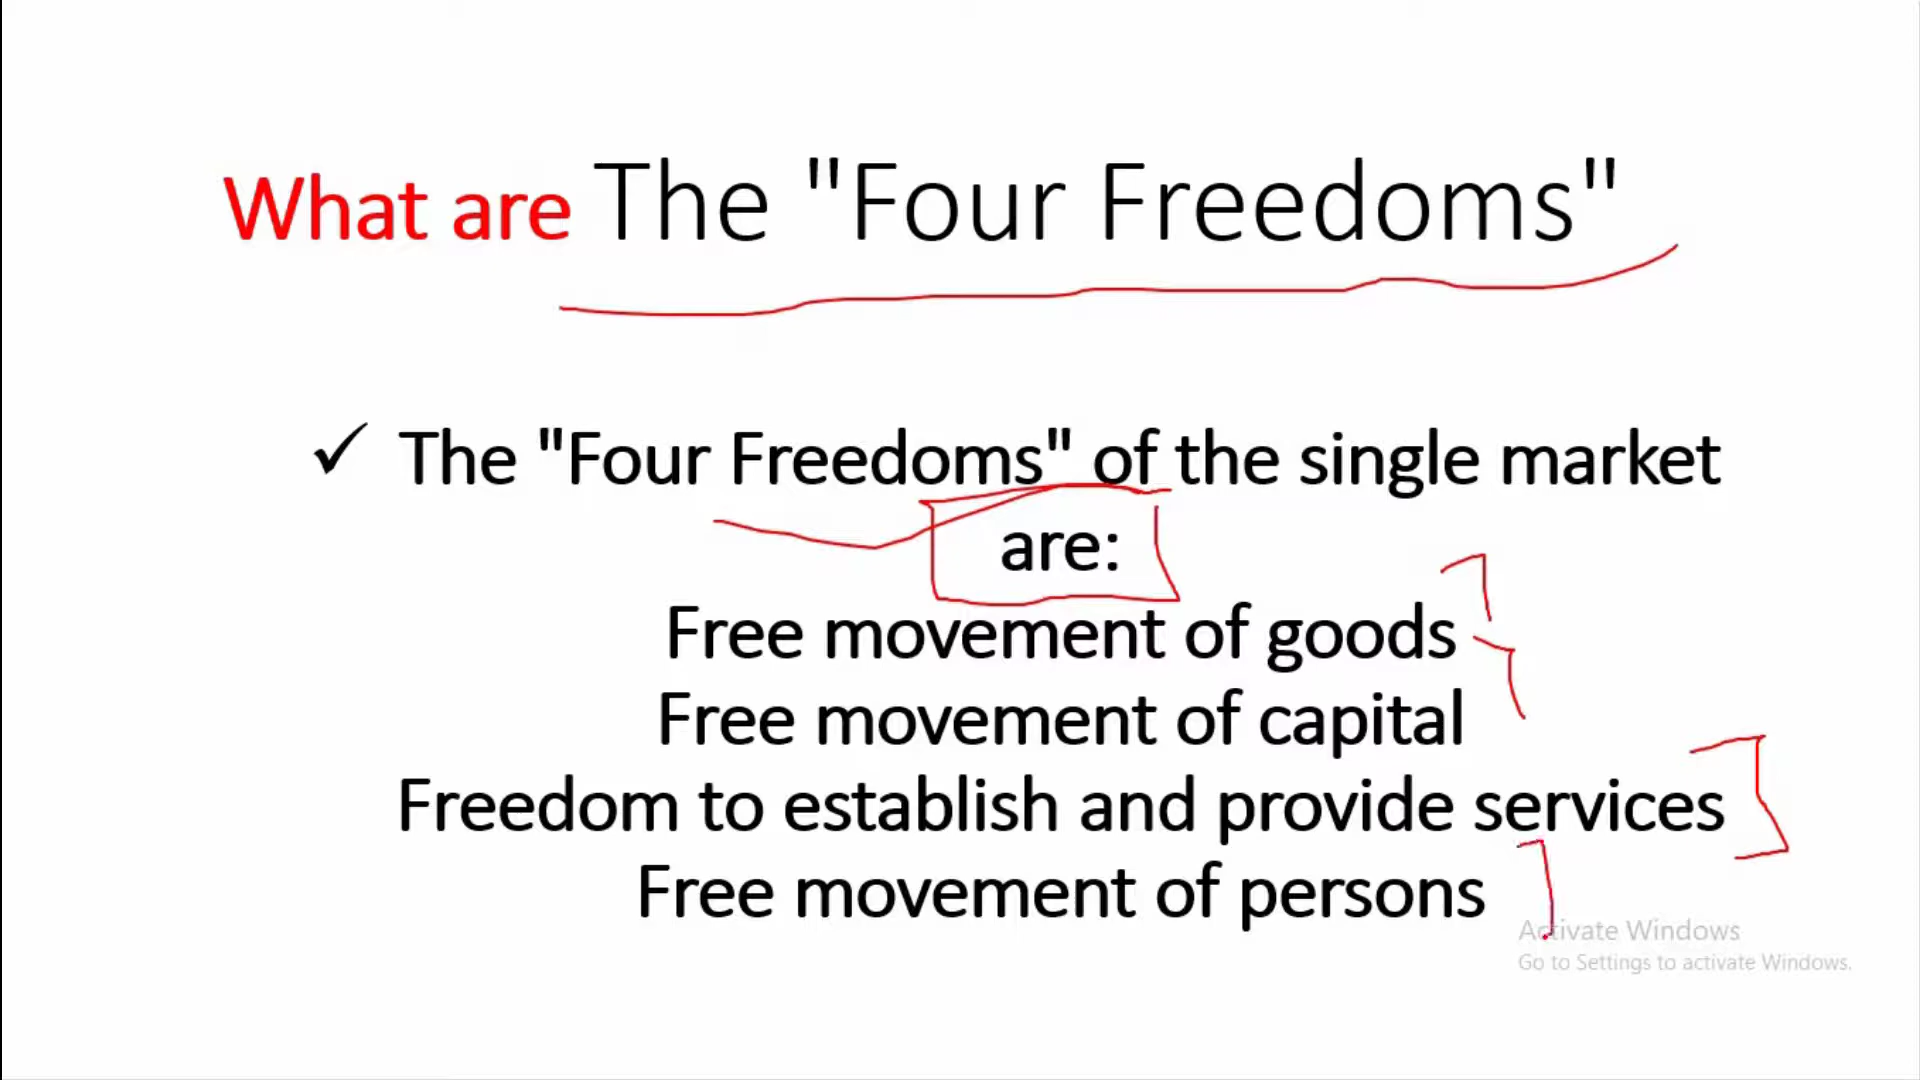 What are The "Four Freedoms"
✓ The "Four Freedoms" of the single market
are:
Free movement of goods
Free movement of capital
Freedom to establish and provide services
Free movement of persons
Activate Windows
Go to Settings to activate Windows.